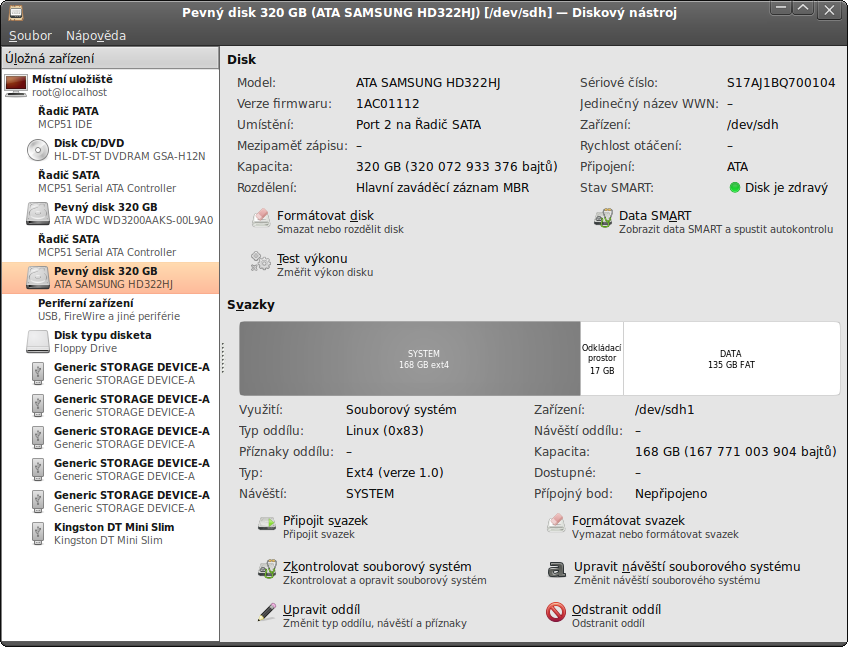 Pevný disk 320 GB (ATA SAMSUNG HD322HJ) [/dev/sdh] — Diskový nástroj
Soubor Nápověda
Úložná zařízení
Místní uložiště
root@localhost
Řadič PATA
MCP51 IDE
Disk CD/DVD
HL-DT-ST DVDRAM GSA-H12N
Řadič SATA
MCP51 Serial ATA Controller
Pevný disk 320 GB
ATA WDC WD3200AAKS-00L9A0
Řadič SATA
MCP51 Serial ATA Controller
Pevný disk 320 GB
ATA SAMSUNG HD322HJ
Periferní zařízení
USB, FireWire a jiné periférie
Disk typu disketa
Floppy Drive
Generic STORAGE DEVICE-A
Generic STORAGE DEVICE-A
Generic STORAGE DEVICE-A
Generic STORAGE DEVICE-A
Generic STORAGE DEVICE-A
Generic STORAGE DEVICE-A
Generic STORAGE DEVICE-A
Generic STORAGE DEVICE-A
Generic STORAGE DEVICE-A
Generic STORAGE DEVICE-A
Kingston DT Mini Slim
Kingston DT Mini Slim
Disk
Model: ATA SAMSUNG HD322HJ Sériové číslo: S17AJ1BQ700104
Verze firmwaru: 1AC01112 Jedinečný název WWN: –
Umístění: Port 2 na Řadič SATA Zařízení: /dev/sdh
Mezipaměť zápisu: – Rychlost otáčení: –
Kapacita: 320 GB (320 072 933 376 bajtů) Připojení: ATA
Rozdělení: Hlavní zaváděcí záznam MBR Stav SMART: Disk je zdravý
Formátovat disk Data SMART
Smazat nebo rozdělit disk Zobrazit data SMART a spustit autokontrolu
Test výkonu
Změřit výkon disku
Svazky
SYSTEM
168 GB ext4
Odkládací
prostor
17 GB
DATA
135 GB FAT
Využití: Souborový systém Zařízení: /dev/sdh1
Typ oddílu: Linux (0x83) Návěští oddílu: –
Příznaky oddílu: – Kapacita: 168 GB (167 771 003 904 bajtů)
Typ: Ext4 (verze 1.0) Dostupné: –
Návěští: SYSTEM Přípojný bod: Nepřipojeno
Připojit svazek Formátovat svazek
Připojit svazek Vymazat nebo formátovat svazek
Zkontrolovat souborový systém Upravit návěští souborového systému
Zkontrolovat a opravit souborový systém Změnit návěští souborového systému
Upravit oddíl Odstranit oddíl
Změnit typ oddílu, návěští a příznaky Odstranit oddíl